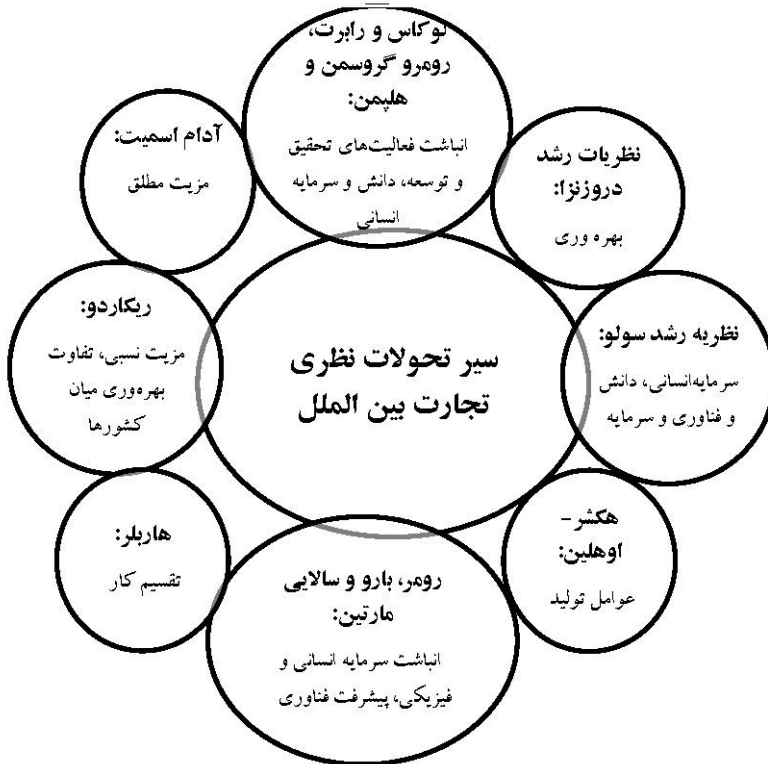 لوکاس و رابرت،
رومرو گروسمن و
هلپمن:
انباشت فعالیت‌های تحقیق
و توسعه، دانش و سرمایه
انسانی
نظریات رشد
دروزنزا:
بهره وری
نظریه رشد سولو:
سرمایه‌انسانی، دانش
و فناوری و سرمایه
هکشر –
اوهلین:
عوامل تولید
رومر، بارو و سالایی
مارتین:
انباشت سرمایه انسانی و
فیزیکی، پیشرفت فناوری
هاربلر:
تقسیم کار
ریکاردو:
مزیت نسبی، تفاوت
بهره‌وری میان
کشورها
آدام اسمیت:
مزیت مطلق
سیر تحولات نظری
تجارت بین الملل